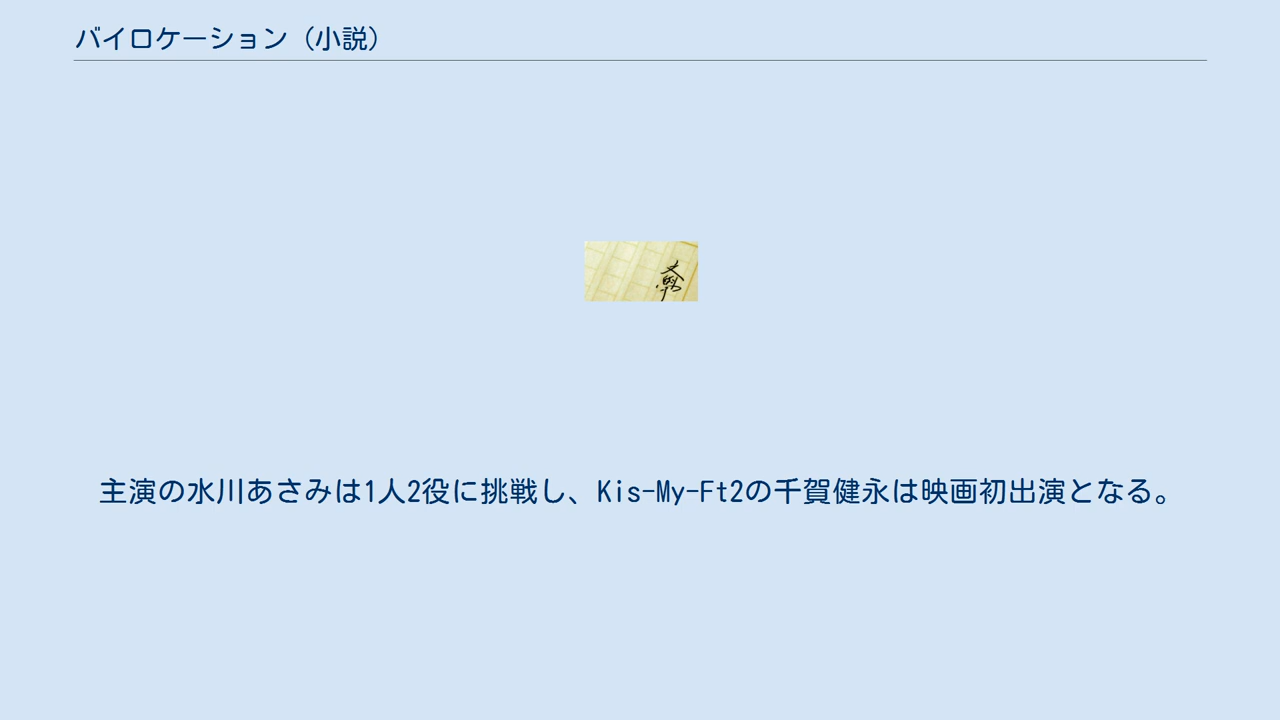 バイロケーション（小説）
主演の水川あさみは1人2役に挑戦し、Kis-My-Ft2の千賀健永は映画初出演となる。